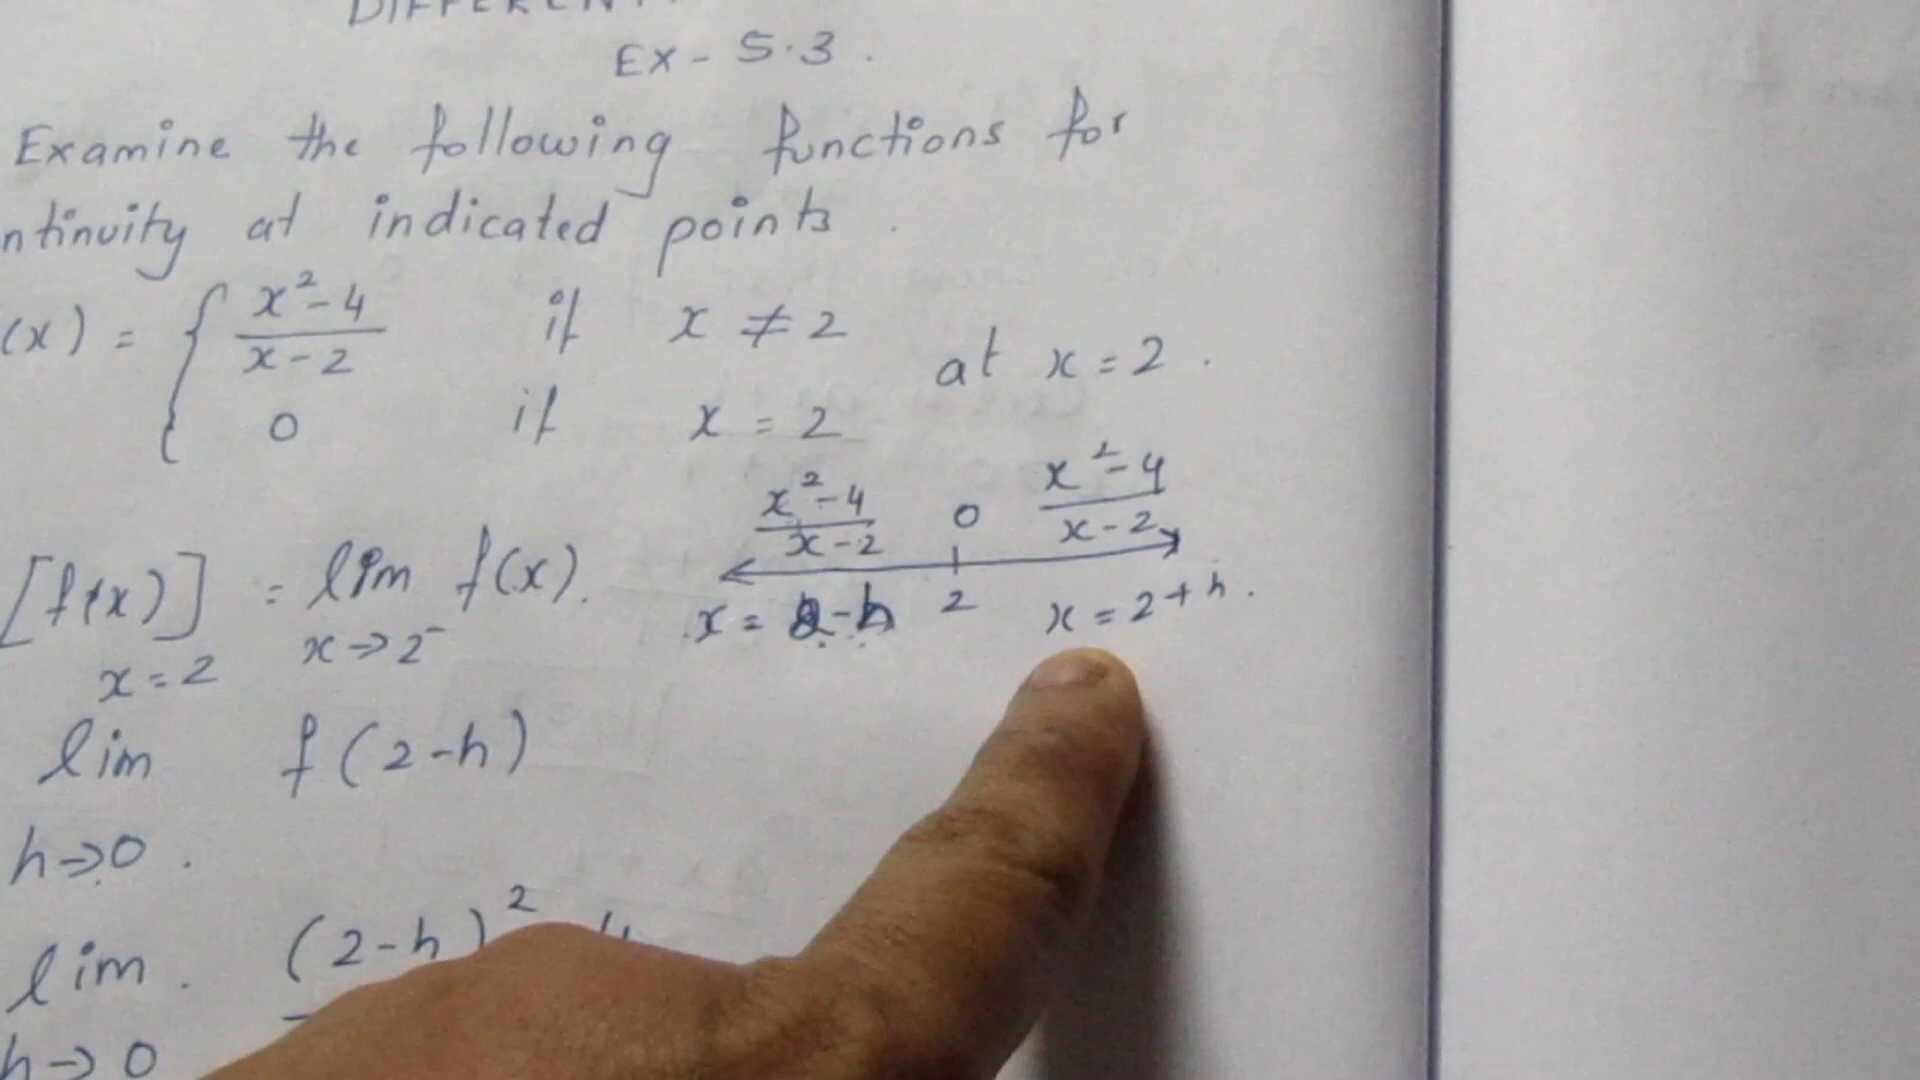 DIFFERENT
EX - 5.3.
Examine the following functions for
ntinuity at indicated points.
(x) = { x²-4 / x-2 if x ≠ 2
0 if x = 2
at x = 2.
x²-4 / x-2 0 x²-4 / x-2
x = 2-h 2 x = 2+h.
[f(x)] = lim f(x).
x=2 x→2⁻
lim f(2-h)
h→0.
lim. (2-h)² 4
h→0